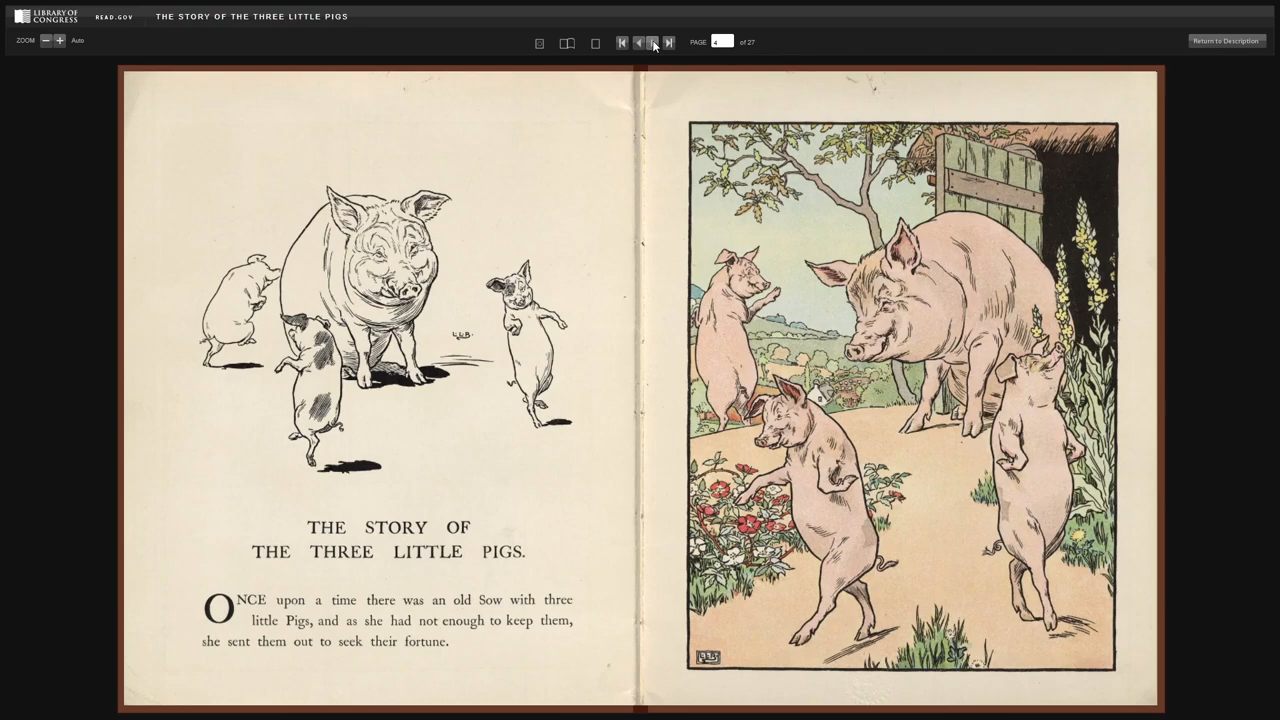 LIBRARY OF CONGRESS
READ.GOV
THE STORY OF THE THREE LITTLE PIGS
ZOOM
Auto
PAGE 4 of 27
Return to Description
L.L.B.
THE STORY OF
THE THREE LITTLE PIGS.
ONCE upon a time there was an old Sow with three
little Pigs, and as she had not enough to keep them,
she sent them out to seek their fortune.
L.L.B.